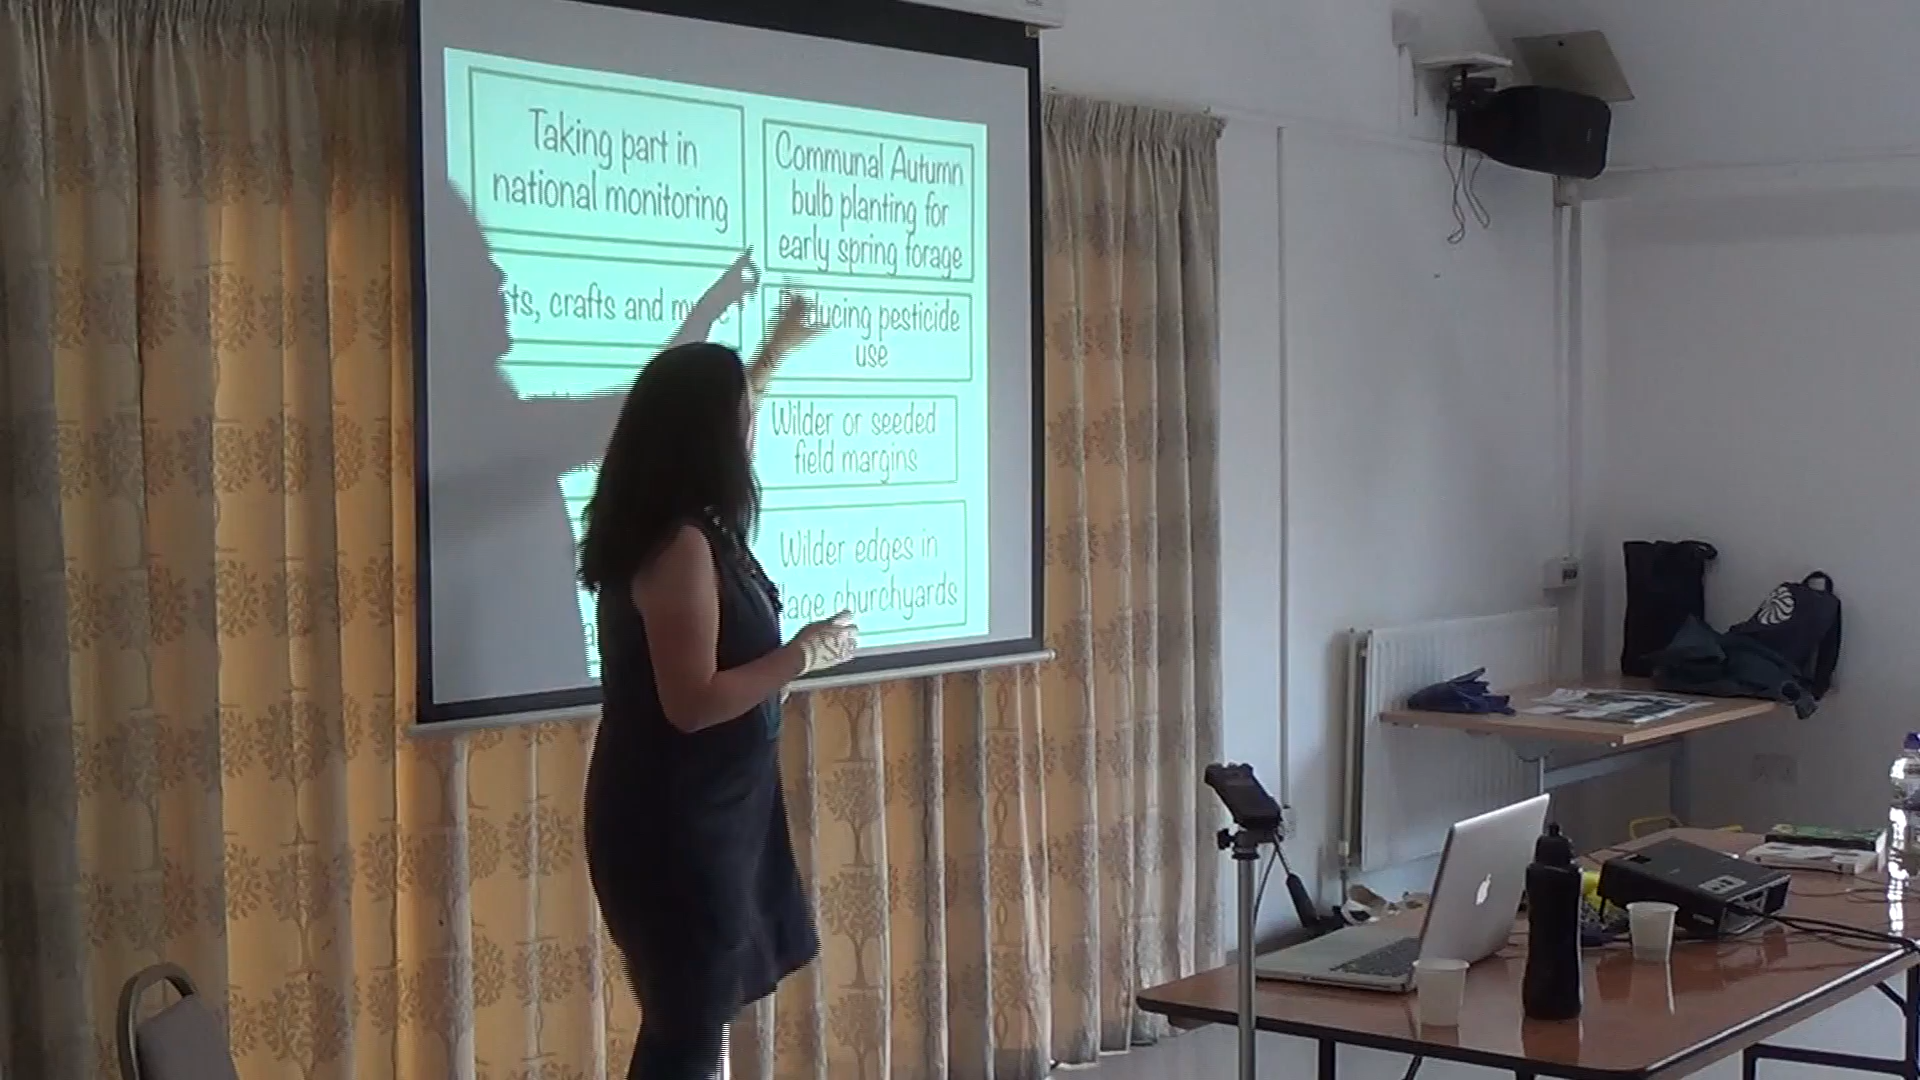 Taking part in
national monitoring
crafts and
Communal Autumn
bulb planting for
early spring forage
Reducing pesticide
use
Wilder or seeded
field margins
Wilder edges in
churchyards